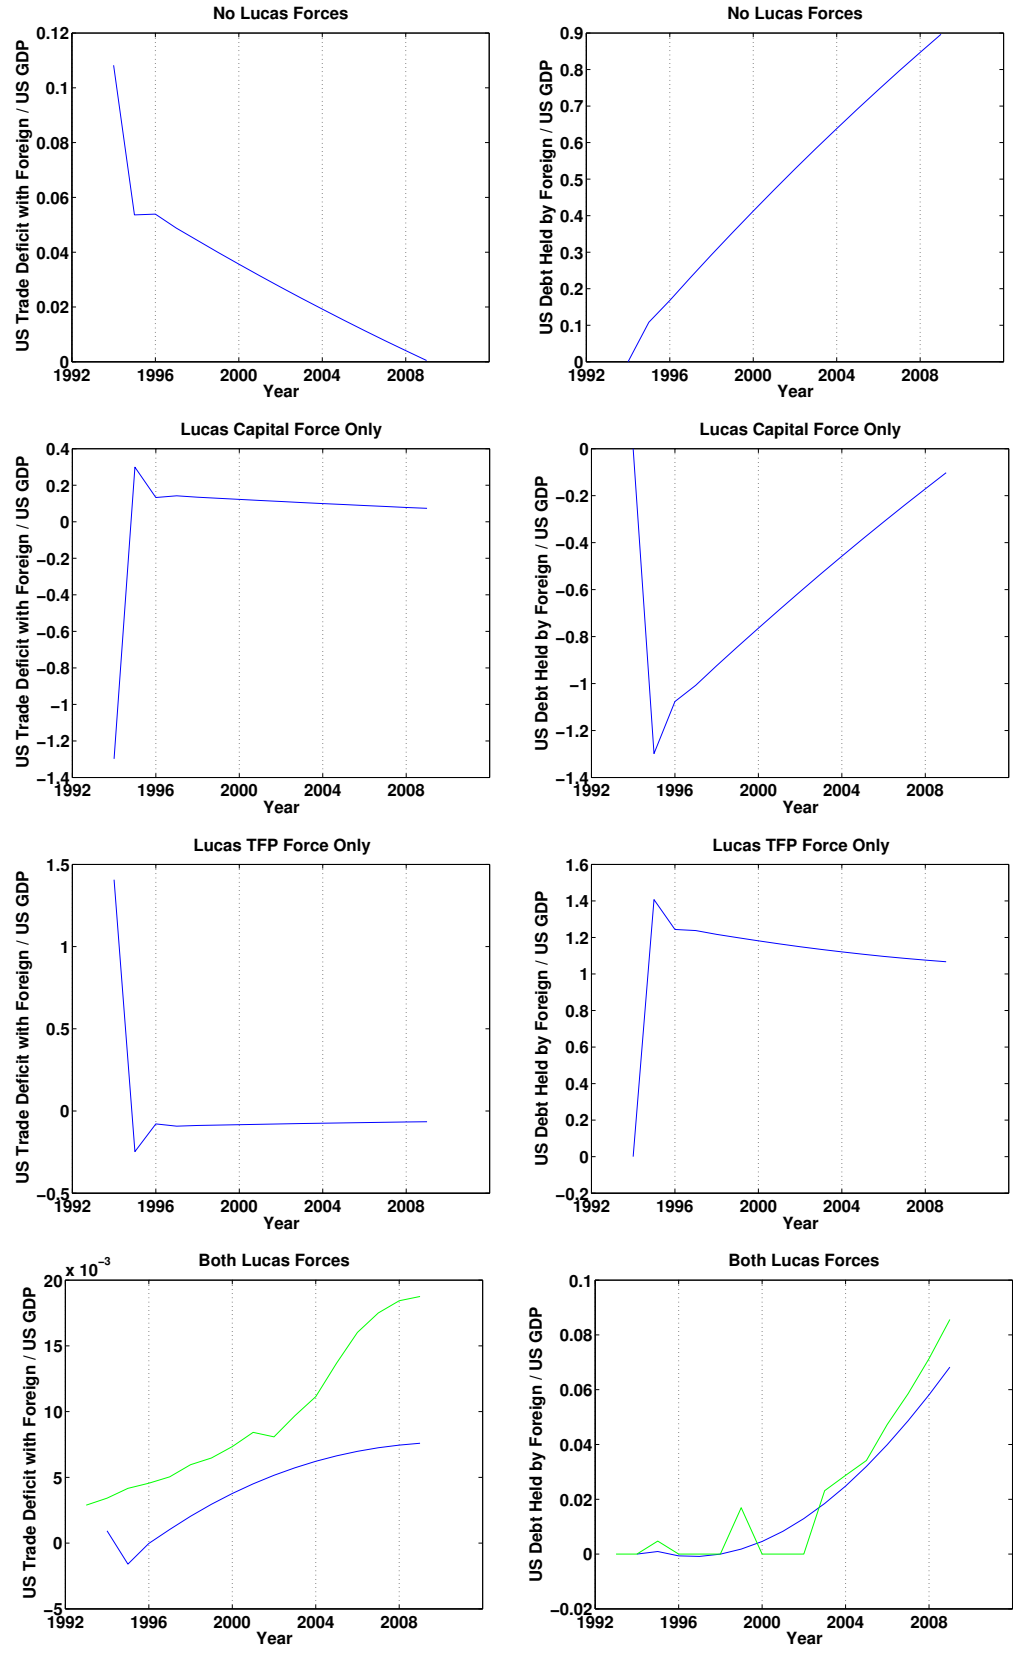 No Lucas Forces
US Trade Deficit with Foreign / US GDP
0.12
0.1
0.08
0.06
0.04
0.02
0
1992 1996 2000 2004 2008
Year
No Lucas Forces
US Debt Held by Foreign / US GDP
0.9
0.8
0.7
0.6
0.5
0.4
0.3
0.2
0.1
0
1992 1996 2000 2004 2008
Year
Lucas Capital Force Only
US Trade Deficit with Foreign / US GDP
0.4
0.2
0
−0.2
−0.4
−0.6
−0.8
−1
−1.2
−1.4
1992 1996 2000 2004 2008
Year
Lucas Capital Force Only
US Debt Held by Foreign / US GDP
0
−0.2
−0.4
−0.6
−0.8
−1
−1.2
−1.4
1992 1996 2000 2004 2008
Year
Lucas TFP Force Only
US Trade Deficit with Foreign / US GDP
1.5
1
0.5
0
−0.5
1992 1996 2000 2004 2008
Year
Lucas TFP Force Only
US Debt Held by Foreign / US GDP
1.6
1.4
1.2
1
0.8
0.6
0.4
0.2
0
−0.2
1992 1996 2000 2004 2008
Year
Both Lucas Forces
x 10−3
US Trade Deficit with Foreign / US GDP
20
15
10
5
0
−5
1992 1996 2000 2004 2008
Year
Both Lucas Forces
US Debt Held by Foreign / US GDP
0.1
0.08
0.06
0.04
0.02
0
−0.02
1992 1996 2000 2004 2008
Year